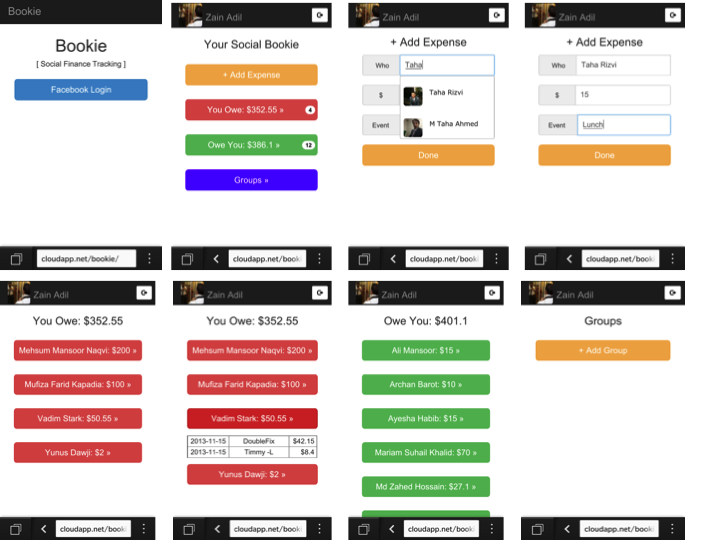 Bookie
Bookie
[ Social Finance Tracking ]
Facebook Login
cloudapp.net/bookie/
Zain Adil
Your Social Bookie
+ Add Expense
You Owe: $352.55 »
4
Owe You: $386.1 »
12
Groups »
cloudapp.net/book
Zain Adil
+ Add Expense
Who
Taha
$
Taha Rizvi
Event
M Taha Ahmed
Done
cloudapp.net/book
Zain Adil
+ Add Expense
Who
Taha Rizvi
$
15
Event
Lunch
Done
cloudapp.net/book
Zain Adil
You Owe: $352.55
Mehsum Mansoor Naqvi: $200 »
Mufiza Farid Kapadia: $100 »
Vadim Stark: $50.55 »
Yunus Dawji: $2 »
cloudapp.net/book
Zain Adil
You Owe: $352.55
Mehsum Mansoor Naqvi: $200 »
Mufiza Farid Kapadia: $100 »
Vadim Stark: $50.55 »
2013-11-15 DoubleFix $42.15
2013-11-15 Timmy -L $8.4
Yunus Dawji: $2 »
cloudapp.net/book
Zain Adil
Owe You: $401.1
Ali Mansoor: $15 »
Archan Barot: $10 »
Ayesha Habib: $15 »
Mariam Suhail Khalid: $70 »
Md Zahed Hossain: $27.1 »
cloudapp.net/book
Zain Adil
Groups
+ Add Group
cloudapp.net/book